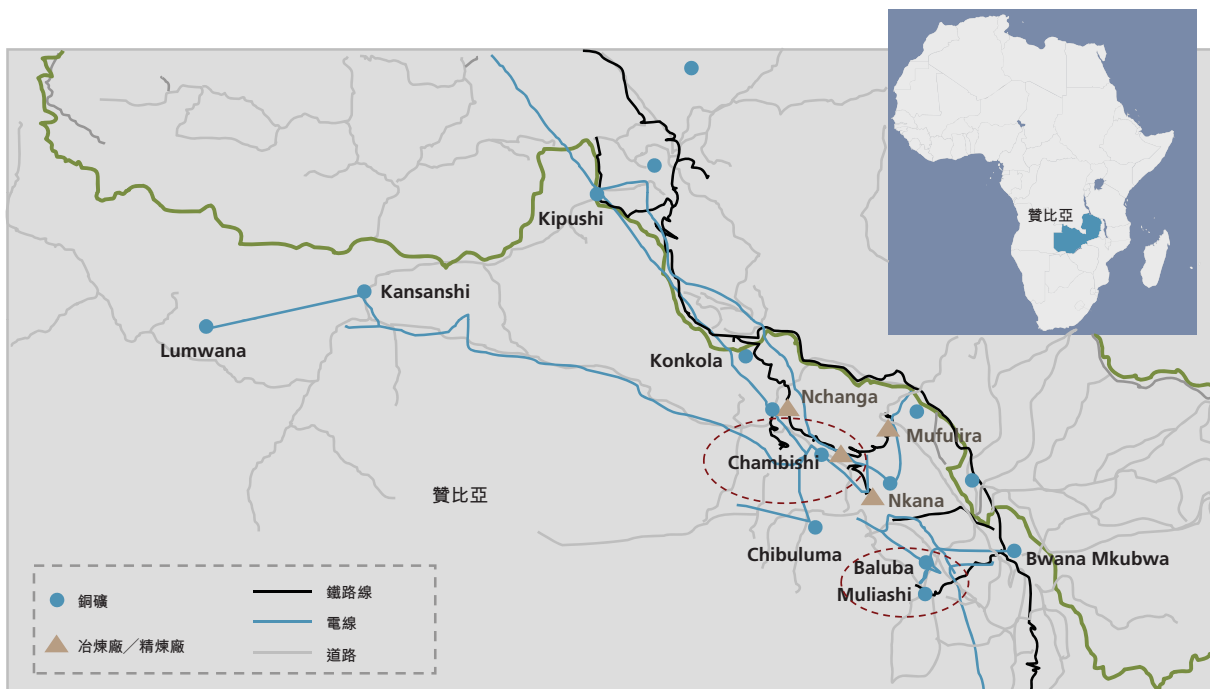 贊比亞
Kipushi
Kansanshi
Lumwana
Konkola
Nchanga
Mufulira
Chambishi
Nkana
贊比亞
Chibuluma
Baluba
Bwana Mkubwa
Muliashi
銅礦
冶煉廠／精煉廠
鐵路線
電線
道路